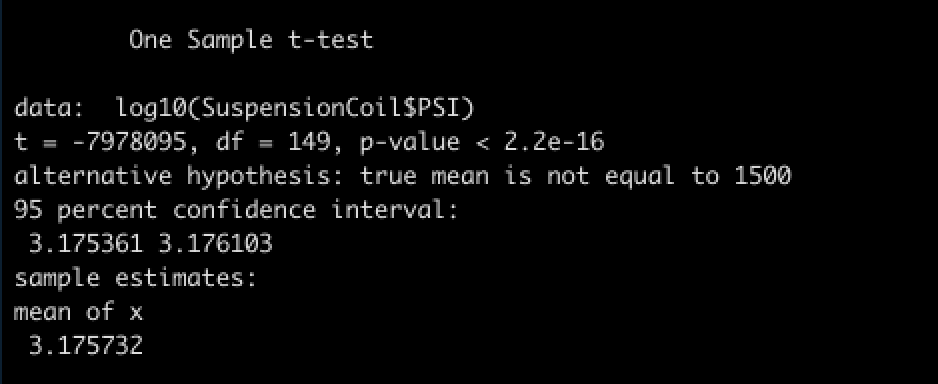 One Sample t-test
data:  log10(SuspensionCoil$PSI)
t = -7978095, df = 149, p-value < 2.2e-16
alternative hypothesis: true mean is not equal to 1500
95 percent confidence interval:
3.175361 3.176103
sample estimates:
mean of x
3.175732